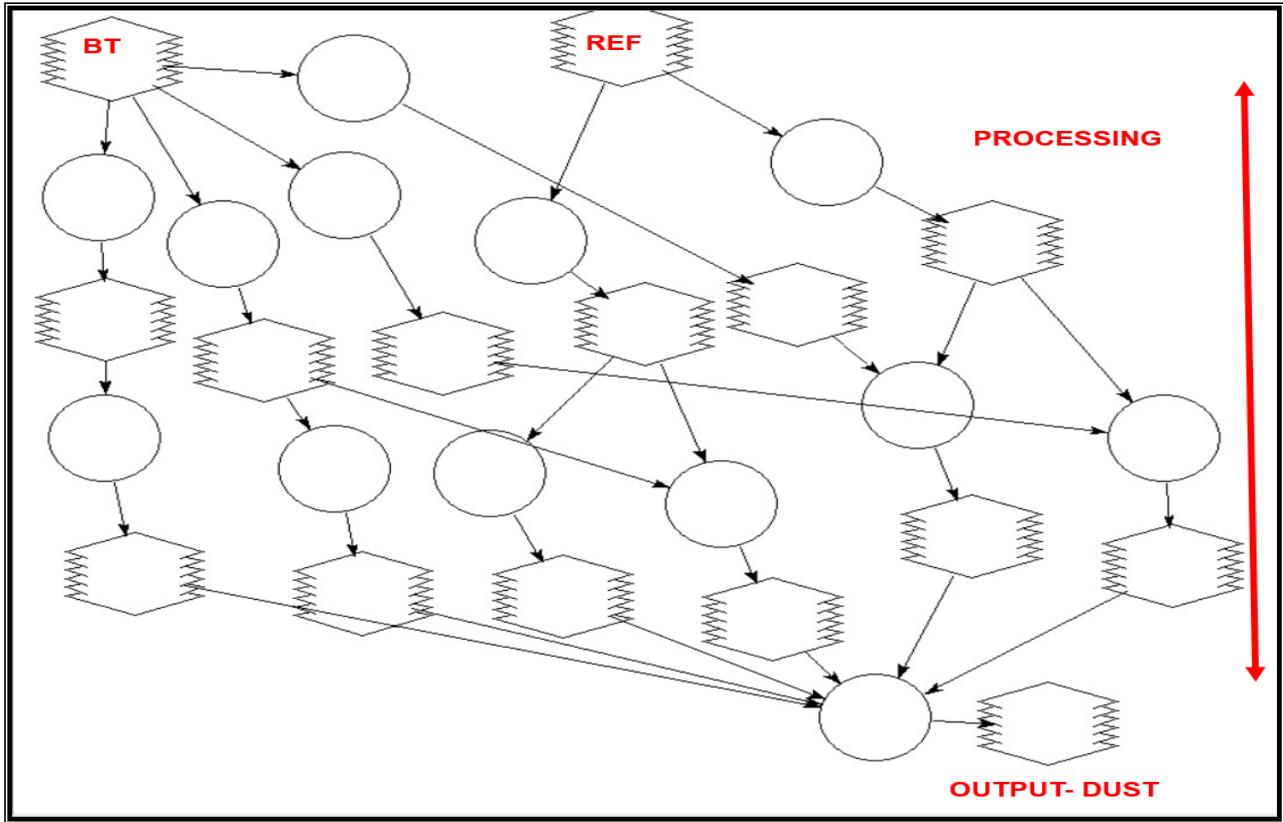 BT
REF
PROCESSING
OUTPUT- DUST